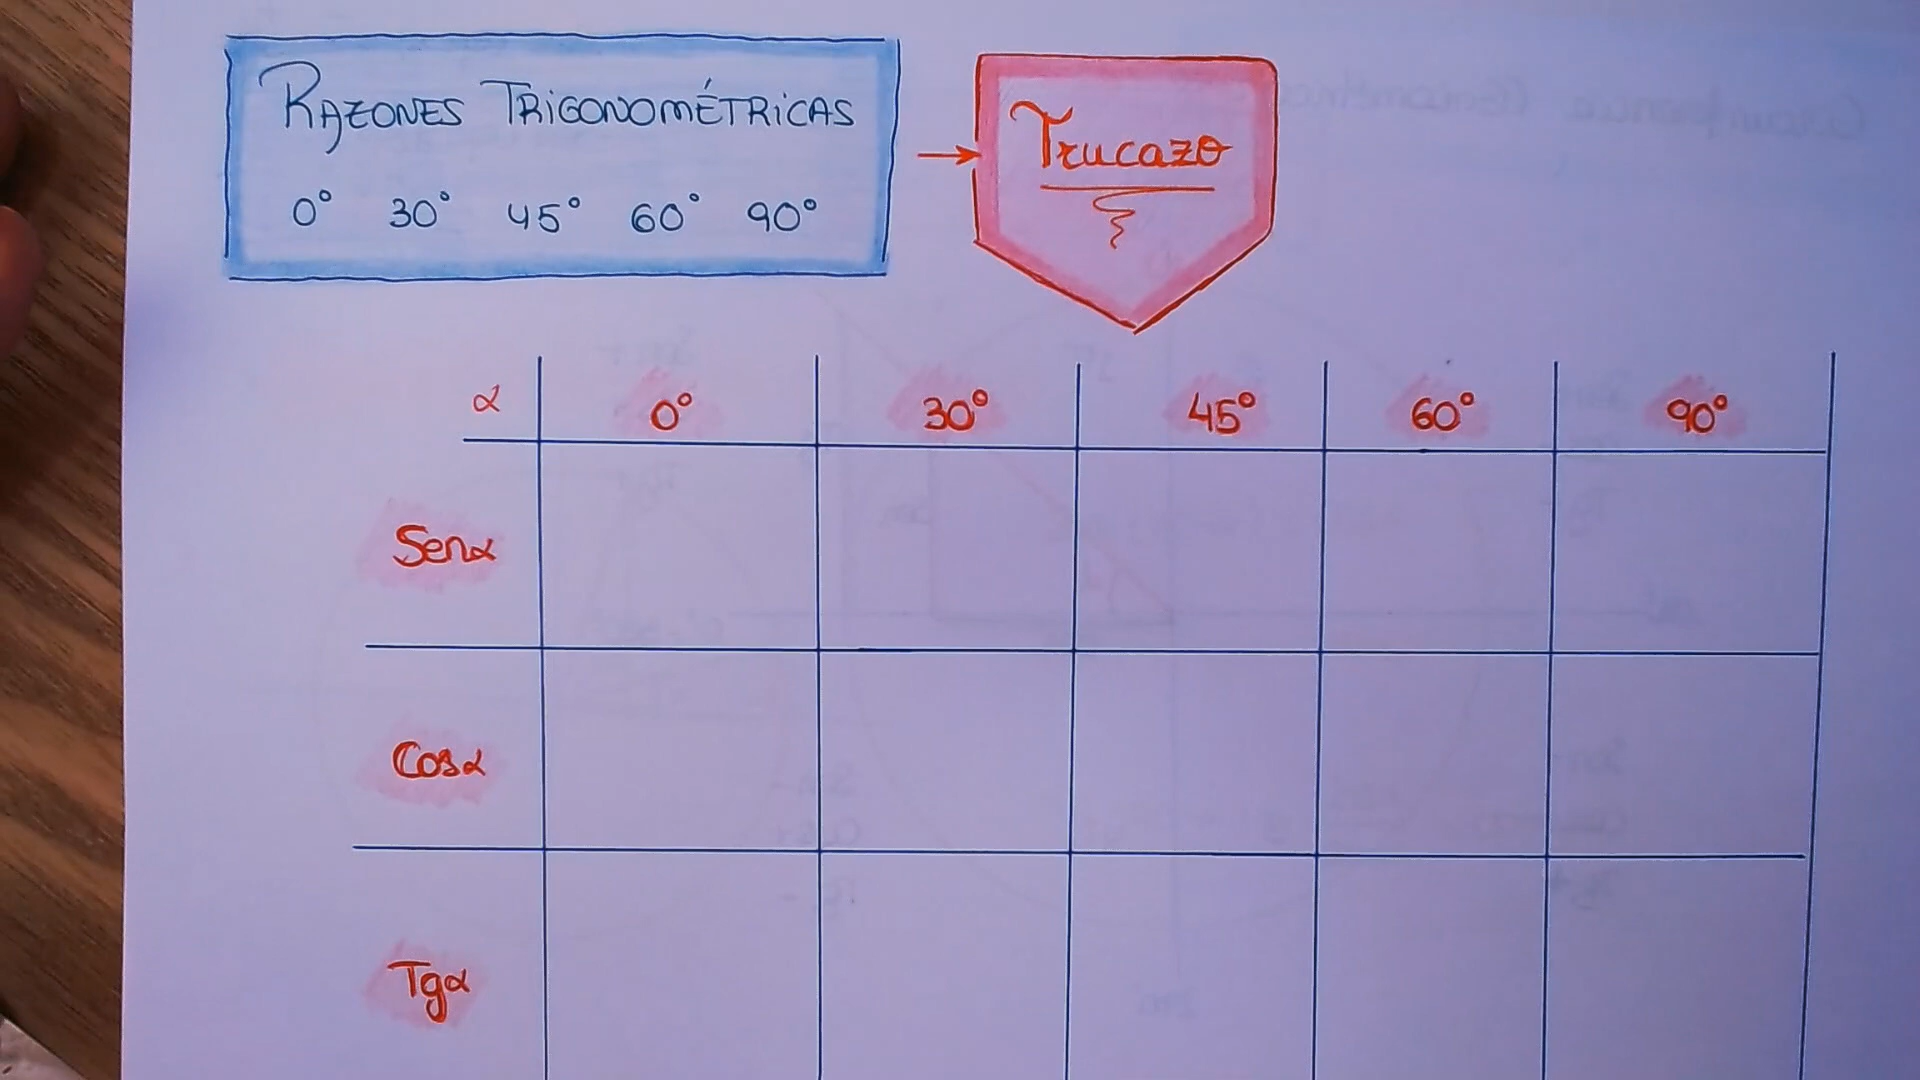 RAZONES TRIGONOMÉTRICAS
0° 30° 45° 60° 90°
Trucazo
α 0° 30° 45° 60° 90°
Senα
Cosα
Tgα